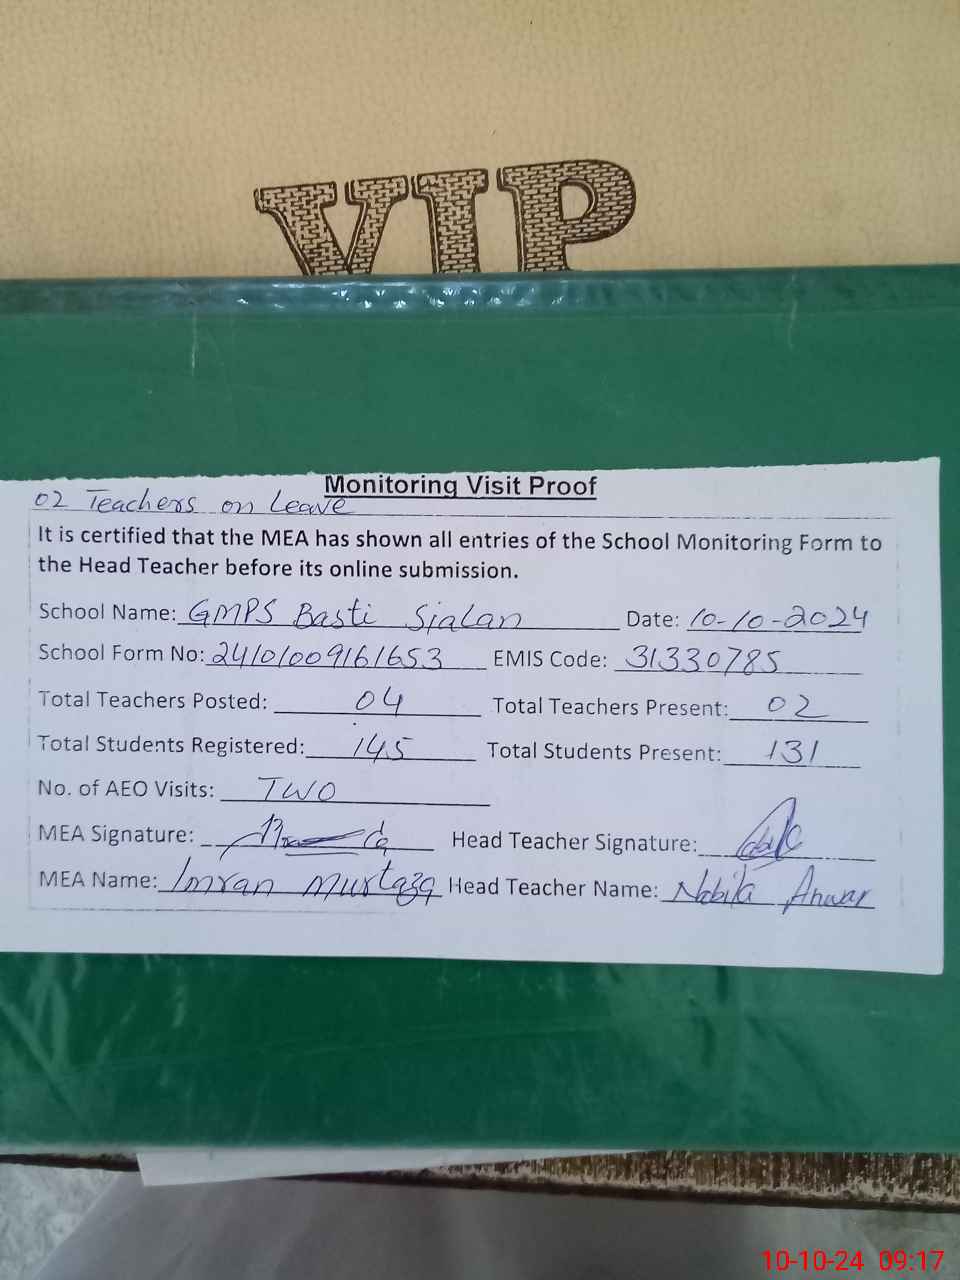 VIP
Monitoring Visit Proof
02 Teachers on Leave
It is certified that the MEA has shown all entries of the School Monitoring Form to
the Head Teacher before its online submission.
School Name: GMPS Basti Sialan Date: 10-10-2024
School Form No: 24101009161653 EMIS Code: 31330785
Total Teachers Posted: 04 Total Teachers Present: 02
Total Students Registered: 145 Total Students Present: 131
No. of AEO Visits: TWO
MEA Signature: Head Teacher Signature:
MEA Name: Imran Murtaza Head Teacher Name: Nabila Anwar
10-10-24 09:17